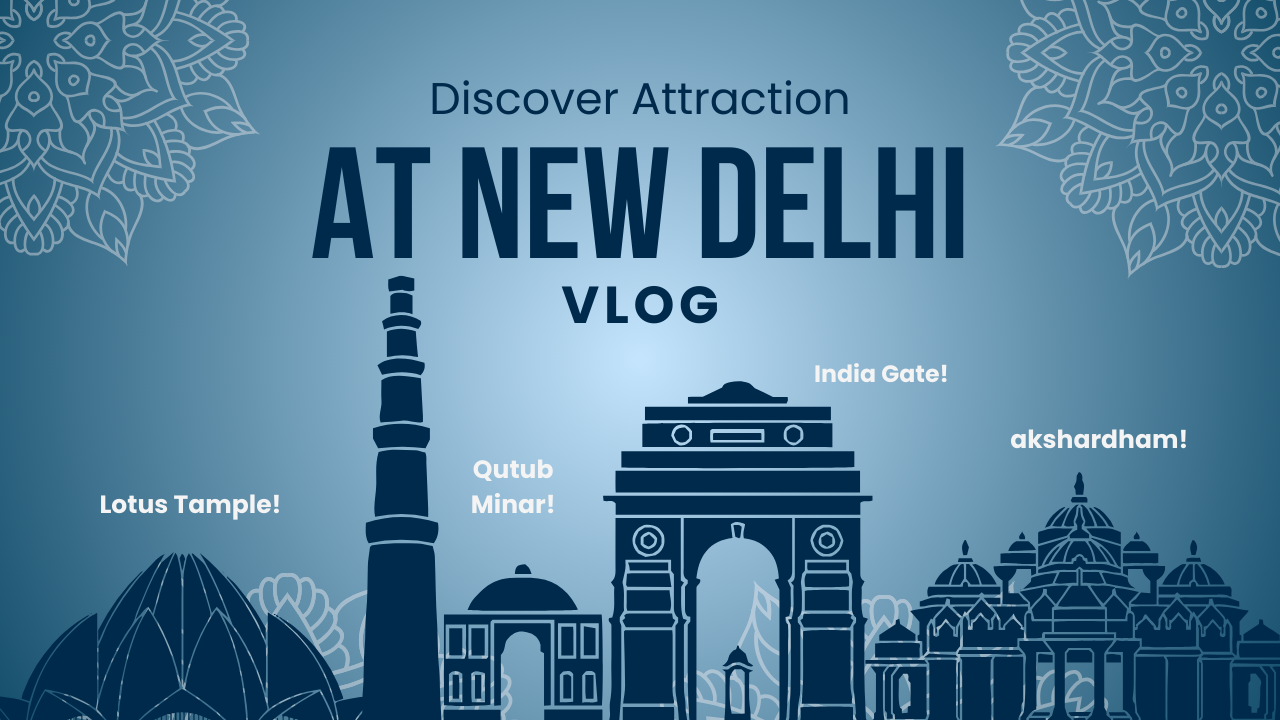 Discover Attraction
AT NEW DELHI
VLOG
India Gate!
akshardham!
Qutub
Minar!
Lotus Tample!